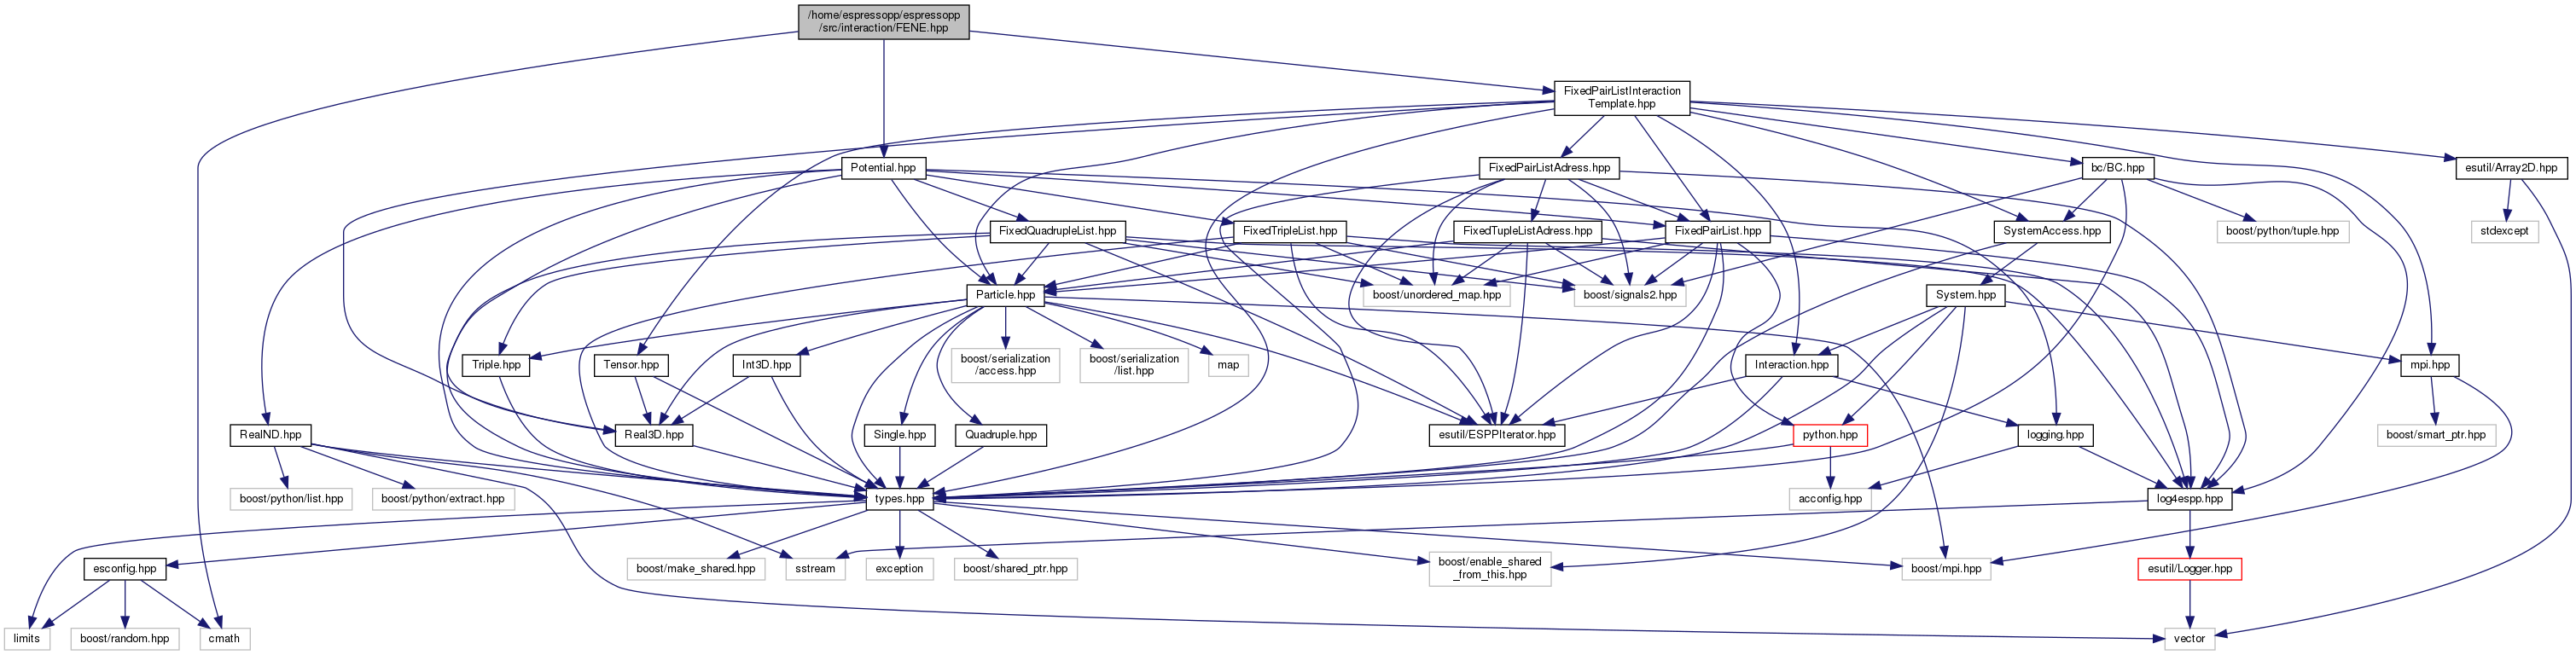 /home/espressopp/espressopp
/src/interaction/FENE.hpp
FixedPairListInteraction
Template.hpp
Potential.hpp
FixedPairListAdress.hpp
bc/BC.hpp
esutil/Array2D.hpp
FixedQuadrupleList.hpp
FixedTripleList.hpp
FixedTupleListAdress.hpp
FixedPairList.hpp
SystemAccess.hpp
boost/python/tuple.hpp
stdexcept
Particle.hpp
boost/unordered_map.hpp
boost/signals2.hpp
System.hpp
Triple.hpp
Tensor.hpp
Int3D.hpp
boost/serialization
/access.hpp
boost/serialization
/list.hpp
map
Interaction.hpp
mpi.hpp
RealND.hpp
Real3D.hpp
Single.hpp
Quadruple.hpp
esutil/ESPPIterator.hpp
python.hpp
logging.hpp
boost/smart_ptr.hpp
boost/python/list.hpp
boost/python/extract.hpp
types.hpp
acconfig.hpp
log4espp.hpp
esconfig.hpp
boost/make_shared.hpp
sstream
exception
boost/shared_ptr.hpp
boost/enable_shared
_from_this.hpp
boost/mpi.hpp
esutil/Logger.hpp
limits
boost/random.hpp
cmath
vector